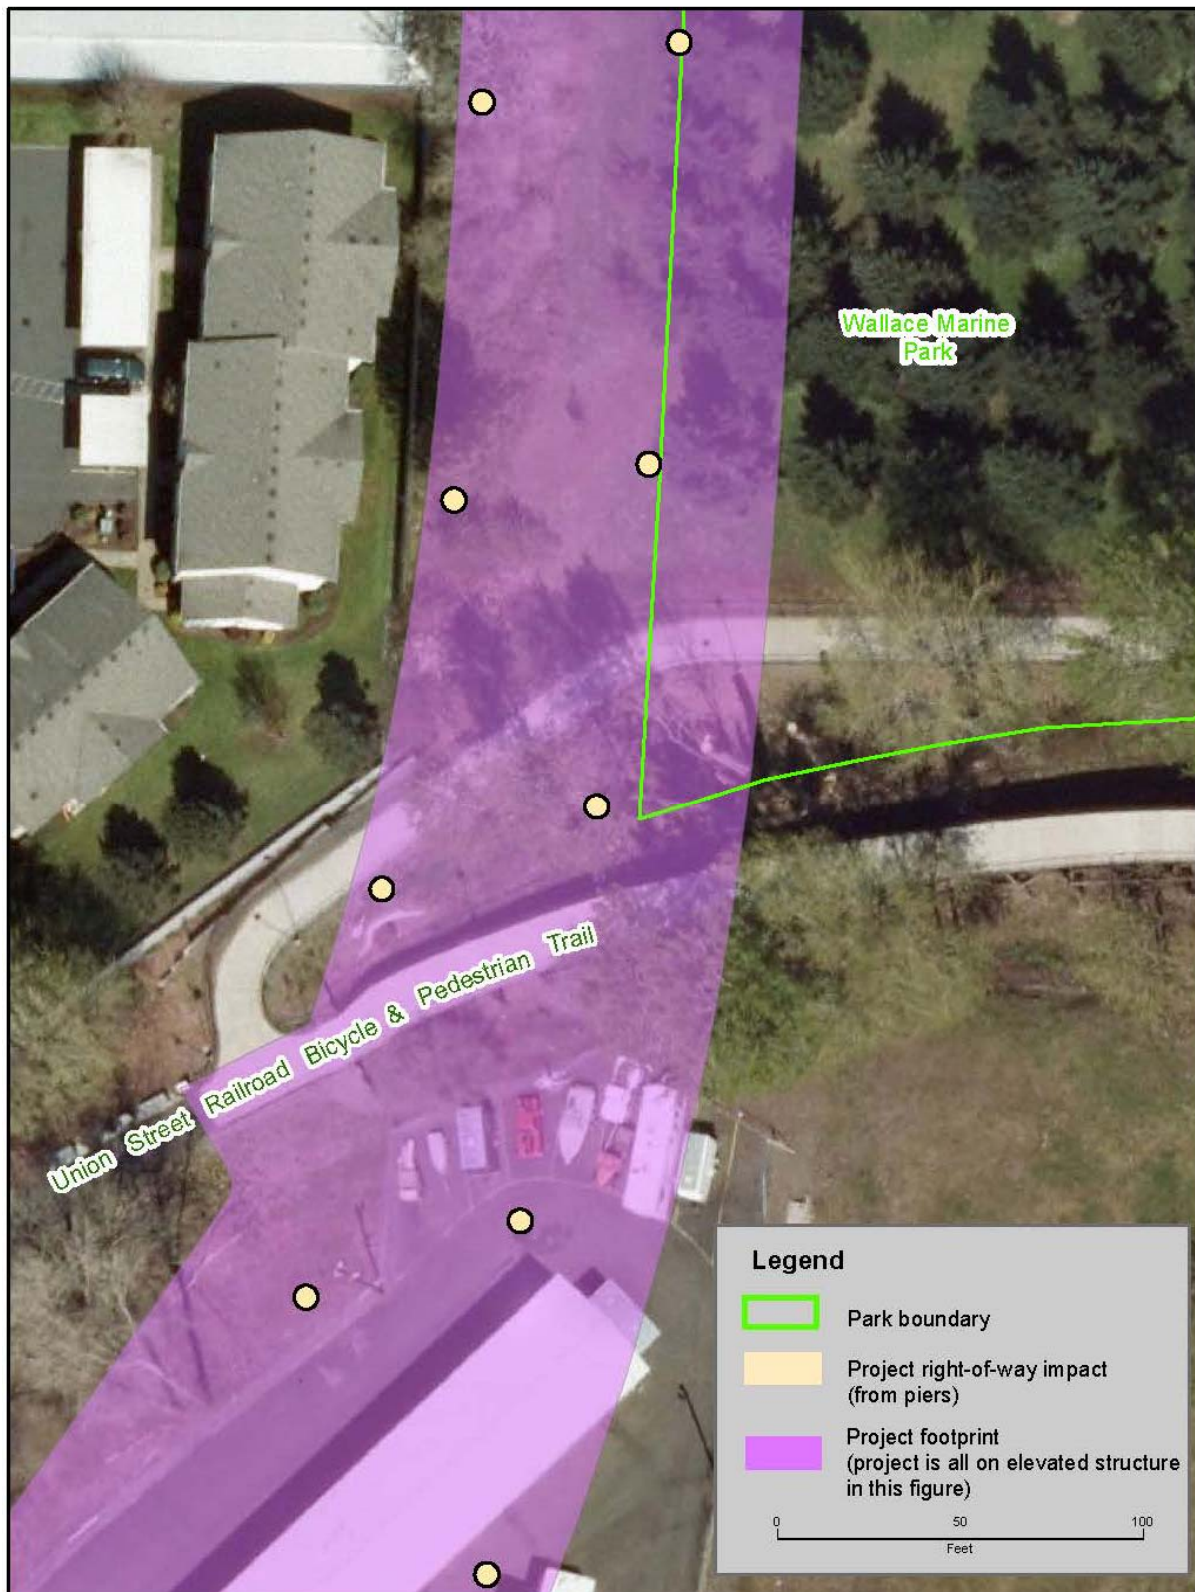 Wallace Marine
Park
Union Street Railroad Bicycle & Pedestrian Trail
Legend
Park boundary
Project right-of-way impact
(from piers)
Project footprint
(project is all on elevated structure
in this figure)
0 50 100
Feet